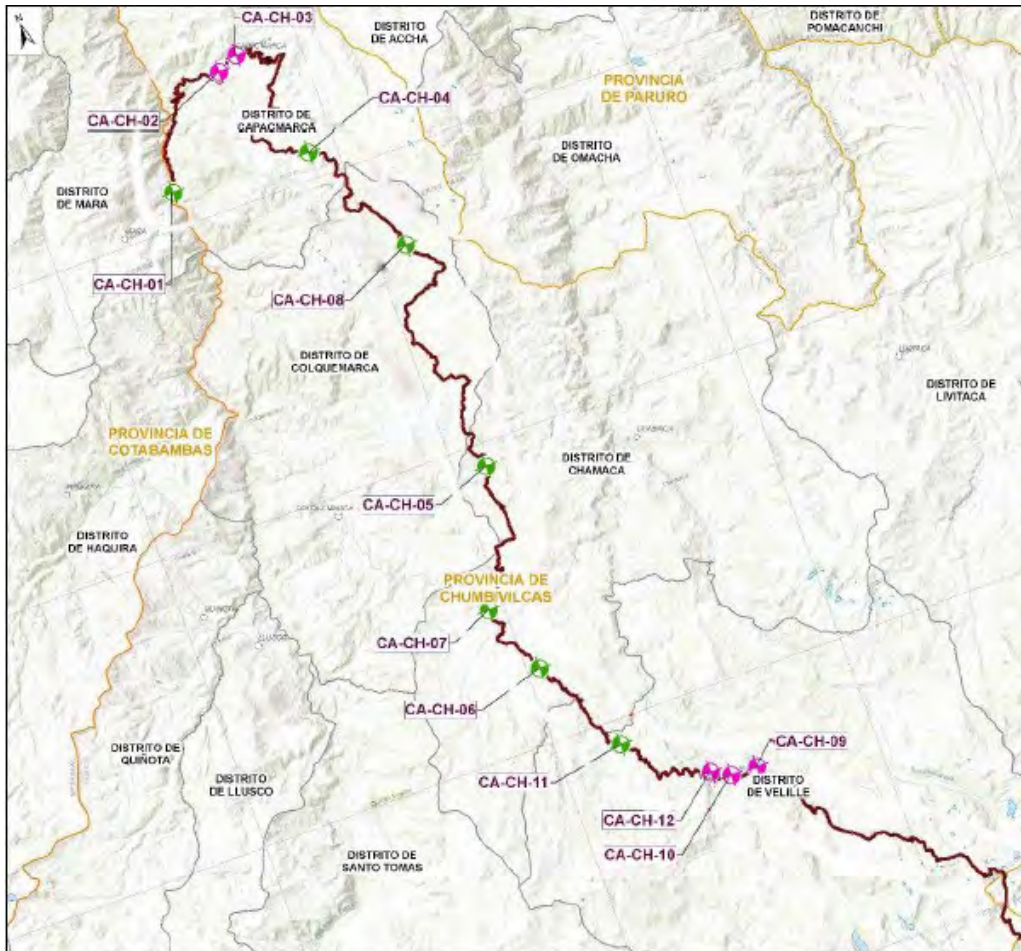 N
CA-CH-03
DISTRITO
DE ACCHA
DISTRITO DE
POMACANCHI
PROVINCIA
DE PARURO
CA-CH-04
CA-CH-02
DISTRITO DE
CAPACMARCA
DISTRITO
DE OMACHA
DISTRITO
DE MARA
CA-CH-01
CA-CH-08
DISTRITO DE
COLQUEMARCA
DISTRITO DE
LIVITACA
PROVINCIA DE
COTABAMBAS
DISTRITO DE
CHAMACA
CA-CH-05
DISTRITO
DE HAQUIRA
PROVINCIA DE
CHUMBIVILCAS
CA-CH-07
CA-CH-06
DISTRITO DE
QUIÑOTA
CA-CH-09
DISTRITO
DE LLUSCO
CA-CH-11
DISTRITO
DE VELILLE
CA-CH-12
CA-CH-10
DISTRITO DE
SANTO TOMAS